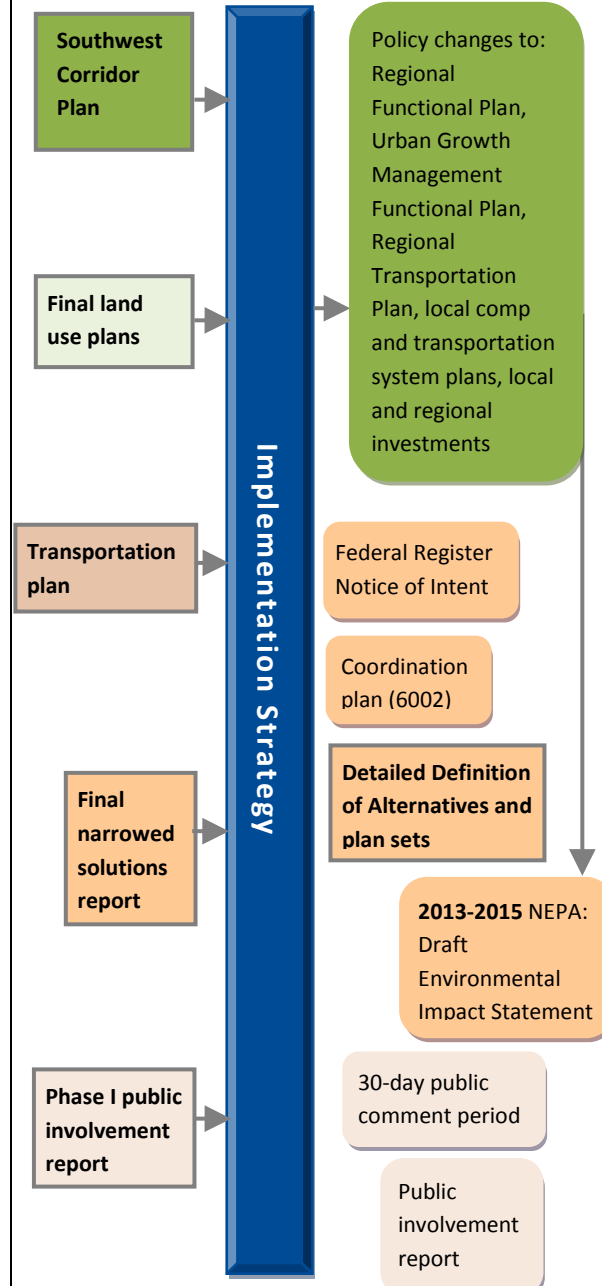 Southwest
Corridor
Plan
Final land
use plans
Transportation
plan
Final
narrowed
solutions
report
Phase I public
involvement
report
Implementation Strategy
Policy changes to:
Regional
Functional Plan,
Urban Growth
Management
Functional Plan,
Regional
Transportation
Plan, local comp
and transportation
system plans, local
and regional
investments
Federal Register
Notice of Intent
Coordination
plan (6002)
Detailed Definition
of Alternatives and
plan sets
2013-2015 NEPA:
Draft
Environmental
Impact Statement
30-day public
comment period
Public
involvement
report